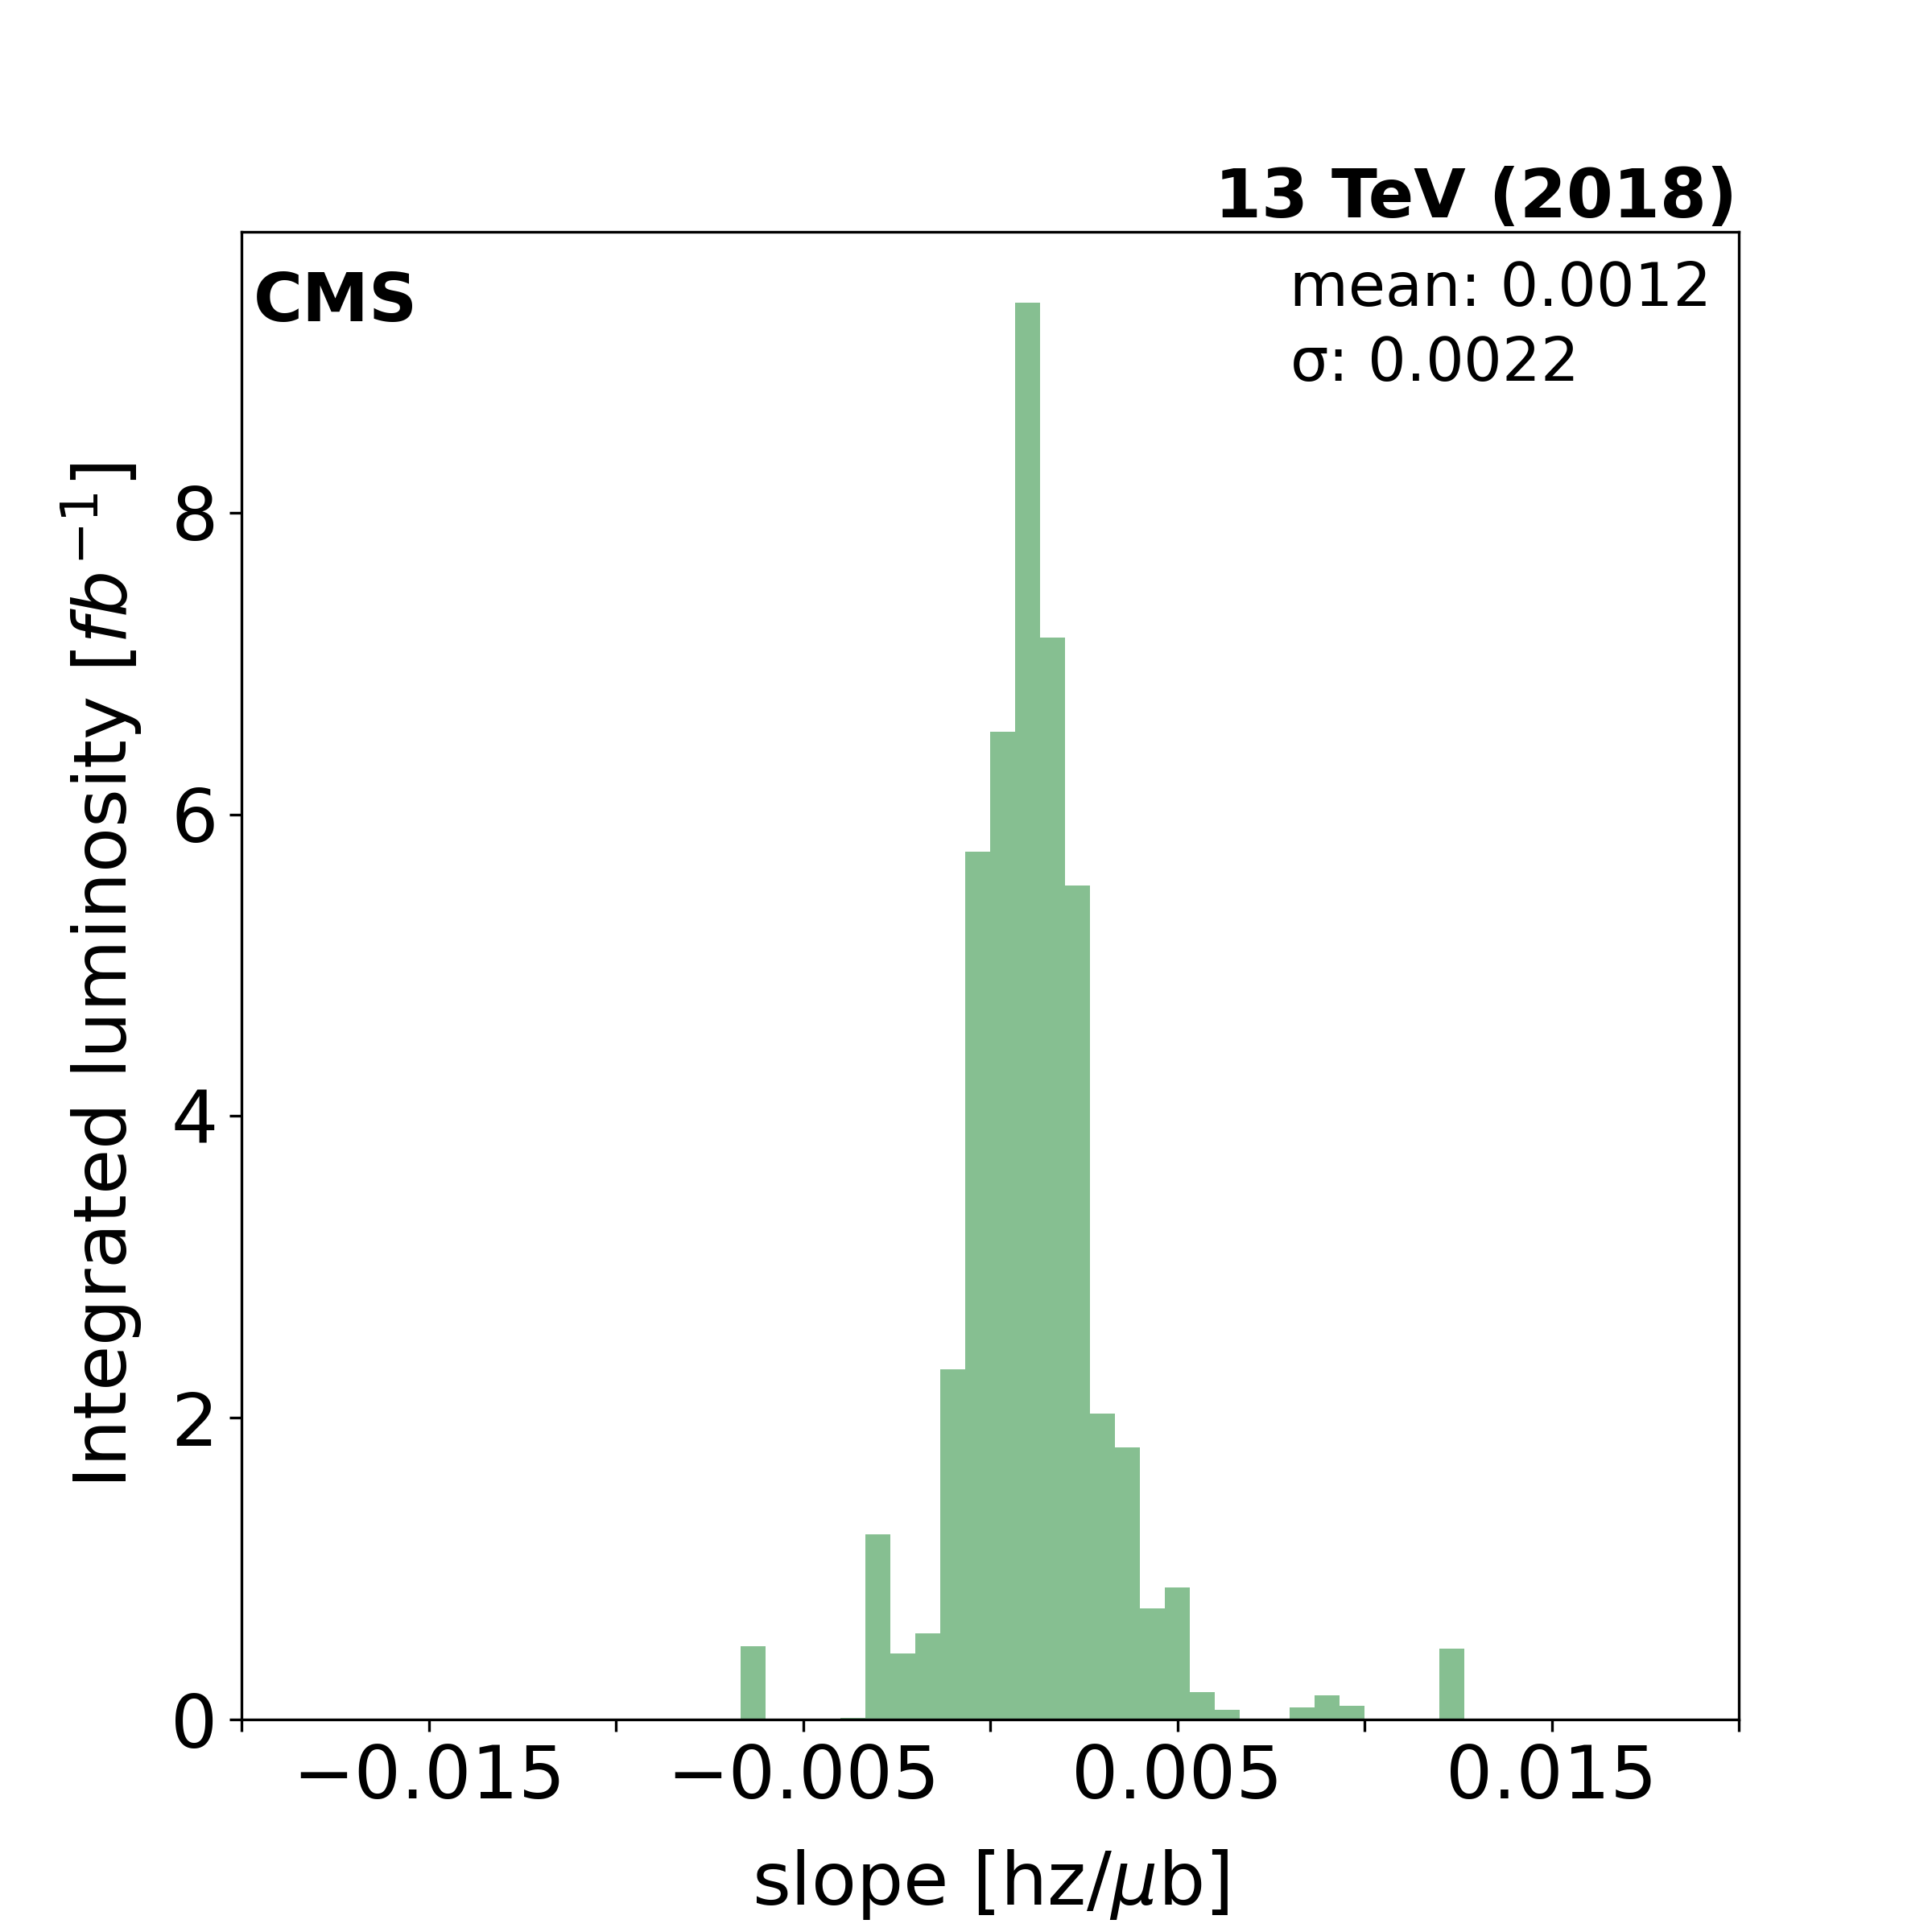 13 TeV (2018)
CMS
mean: 0.0012
σ: 0.0022
Integrated luminosity [fb⁻¹]
8
6
4
2
0
−0.015 −0.005 0.005 0.015
slope [hz/μb]